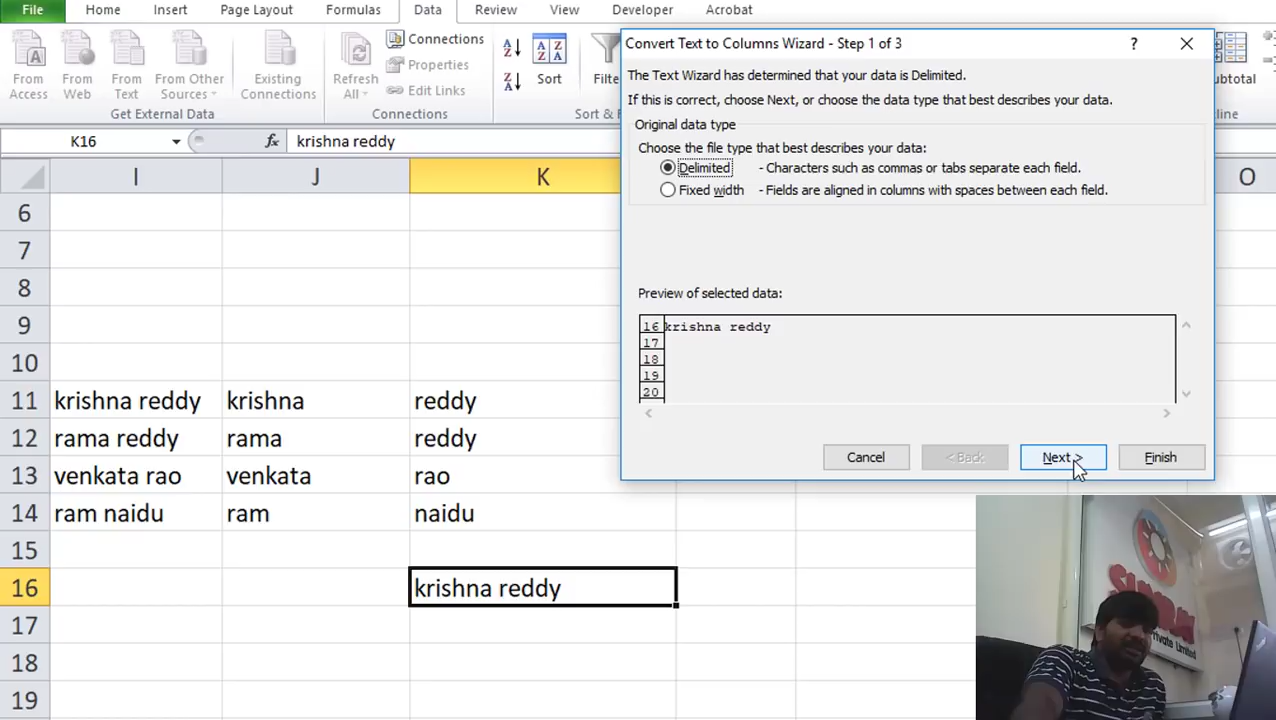 File Home Insert Page Layout Formulas Data Review View Developer Acrobat
From Access
From Web
From Text
From Other Sources
Existing Connections
Get External Data
Refresh All
Connections
Properties
Edit Links
Connections
Sort
Filte
Sort &
ubtotal
line
K16
fx
krishna reddy
I J K O
6
7
8
9
10
11 krishna reddy krishna reddy
12 rama reddy rama reddy
13 venkata rao venkata rao
14 ram naidu ram naidu
15
16 krishna reddy
17
18
19
Convert Text to Columns Wizard - Step 1 of 3
?
The Text Wizard has determined that your data is Delimited.
If this is correct, choose Next, or choose the data type that best describes your data.
Original data type
Choose the file type that best describes your data:
Delimited - Characters such as commas or tabs separate each field.
Fixed width - Fields are aligned in columns with spaces between each field.
Preview of selected data:
16 krishna reddy
17
18
19
20
Cancel < Back Next > Finish
Private Limited